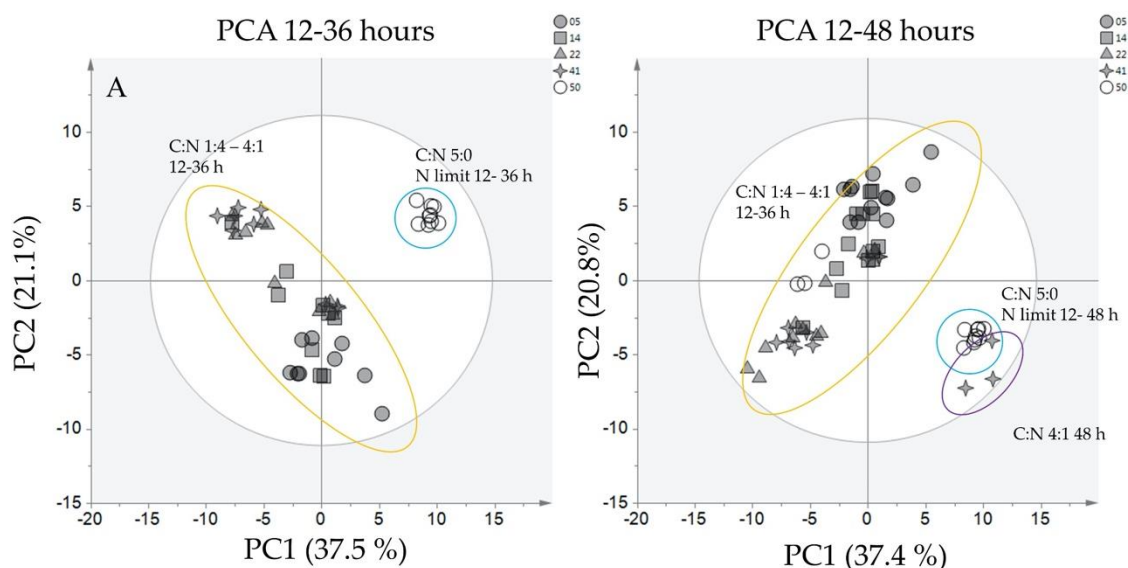 PCA 12-36 hours
05
14
22
41
50
A
C:N 1:4 – 4:1
12-36 h
C:N 5:0
N limit 12- 36 h
10
5
0
-5
-10
-15
-20
-15
-10
-5
0
5
10
15
PC2 (21.1%)
PC1 (37.5 %)
PCA 12-48 hours
05
14
22
41
50
C:N 1:4 – 4:1
12-36 h
C:N 5:0
N limit 12- 48 h
C:N 4:1 48 h
10
5
0
-5
-10
-15
-20
-15
-10
-5
0
5
10
15
PC2 (20.8%)
PC1 (37.4 %)